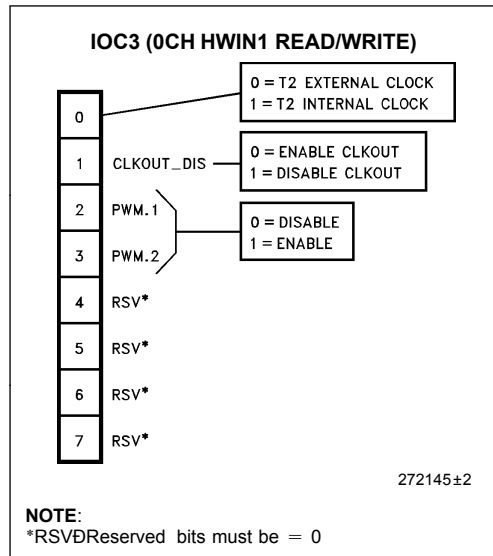 IOC3 (0CH HWIN1 READ/WRITE)
0 = T2 EXTERNAL CLOCK
1 = T2 INTERNAL CLOCK
0
1 CLKOUT_DIS
0 = ENABLE CLKOUT
1 = DISABLE CLKOUT
2 PWM.1
0 = DISABLE
1 = ENABLE
3 PWM.2
4 RSV*
5 RSV*
6 RSV*
7 RSV*
272145±2
NOTE:
*RSVÐReserved bits must be = 0